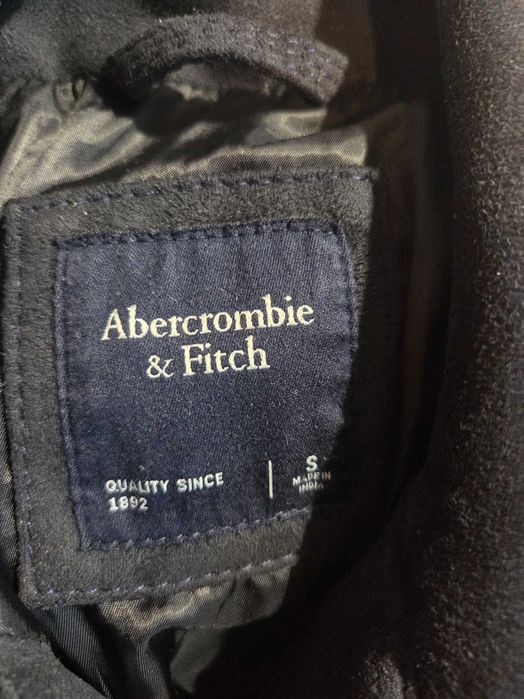 Abercrombie
& Fitch
QUALITY SINCE
1892
S
MADE IN
INDIA